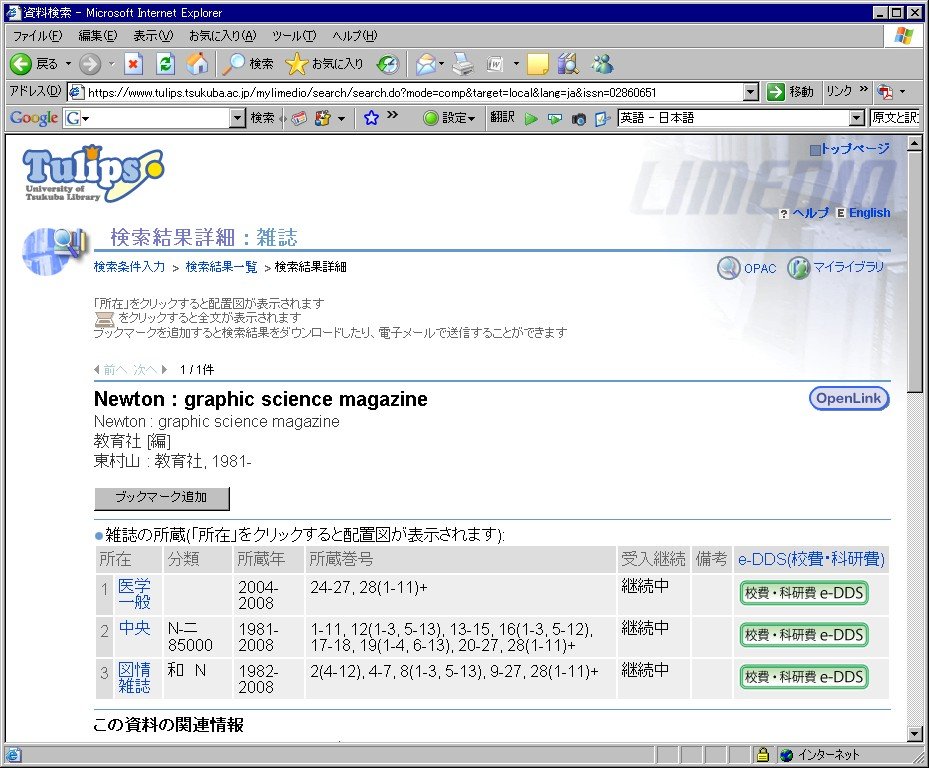 資料検索 - Microsoft Internet Explorer
ファイル(F) 編集(E) 表示(V) お気に入り(A) ツール(T) ヘルプ(H)
戻る 検索 お気に入り
アドレス(D) https://www.tulips.tsukuba.ac.jp/mylimedio/search/search.do?mode=comp&target=local&lang=ja&issn=02860651 移動 リンク »
Google G 検索 » 設定 翻訳 英語 - 日本語 原文と訳
Tulips
University of
Tsukuba Library
LIMEDIO
トップページ
? ヘルプ E English
検索結果詳細：雑誌
検索条件入力 > 検索結果一覧 > 検索結果詳細
OPAC マイライブラリ
「所在」をクリックすると配置図が表示されます
をクリックすると全文が表示されます
ブックマークを追加すると検索結果をダウンロードしたり、電子メールで送信することができます
前へ 次へ 1 / 1件
Newton : graphic science magazine
OpenLink
Newton : graphic science magazine
教育社 [編]
東村山 : 教育社, 1981-
ブックマーク追加
●雑誌の所蔵(「所在」をクリックすると配置図が表示されます):
所在 分類 所蔵年 所蔵巻号 受入継続 備考 e-DDS(校費・科研費)
1 医学一般 2004-2008 24-27, 28(1-11)+ 継続中 校費・科研費 e-DDS
2 中央 N-ニ 85000 1981-2008 1-11, 12(1-3, 5-13), 13-15, 16(1-3, 5-12), 17-18, 19(1-4, 6-13), 20-27, 28(1-11)+ 継続中 校費・科研費 e-DDS
3 図情雑誌 和 N 1982-2008 2(4-12), 4-7, 8(1-3, 5-13), 9-27, 28(1-11)+ 継続中 校費・科研費 e-DDS
この資料の関連情報
インターネット